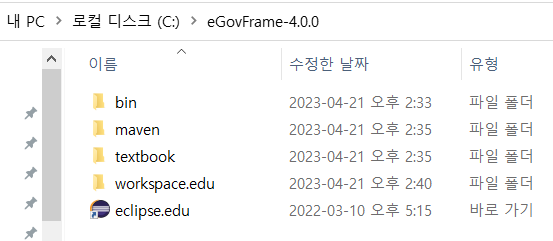 내 PC > 로컬 디스크 (C:) > eGovFrame-4.0.0
이름 수정한 날짜 유형
bin 2023-04-21 오후 2:33 파일 폴더
maven 2023-04-21 오후 2:35 파일 폴더
textbook 2023-04-21 오후 2:35 파일 폴더
workspace.edu 2023-04-21 오후 2:40 파일 폴더
eclipse.edu 2022-03-10 오후 5:15 바로 가기